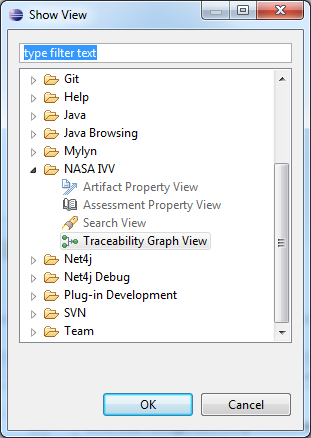 Show View
type filter text
Git
Help
Java
Java Browsing
Mylyn
NASA IVV
Artifact Property View
Assessment Property View
Search View
Traceability Graph View
Net4j
Net4j Debug
Plug-in Development
SVN
Team
OK
Cancel